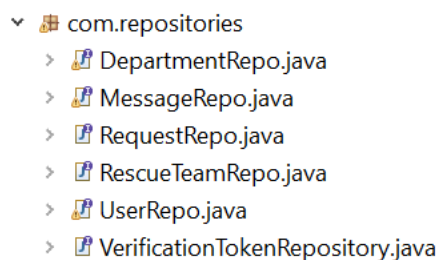 com.repositories
DepartmentRepo.java
MessageRepo.java
RequestRepo.java
RescueTeamRepo.java
UserRepo.java
VerificationTokenRepository.java